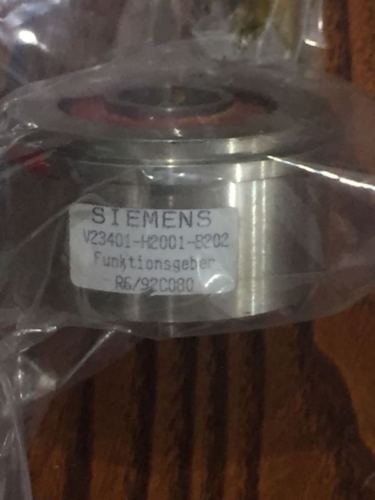 SIEMENS
V23401-H2001-B202
Funktionsgeber
R6/92C080